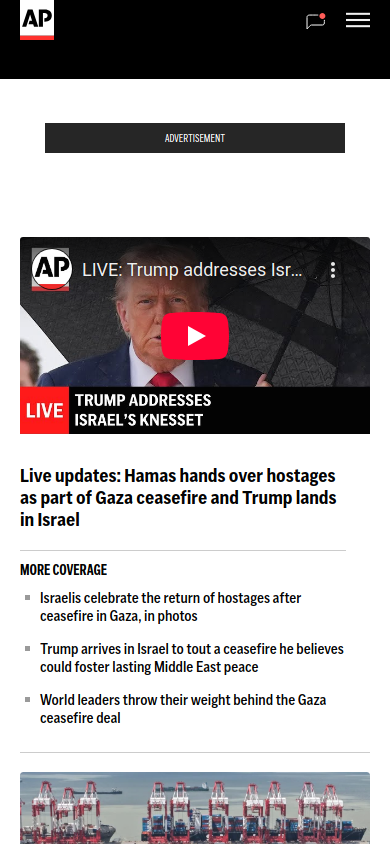 AP
ADVERTISEMENT
AP
LIVE: Trump addresses Isr...
LIVE
TRUMP ADDRESSES
ISRAEL'S KNESSET
Live updates: Hamas hands over hostages
as part of Gaza ceasefire and Trump lands
in Israel
MORE COVERAGE
Israelis celebrate the return of hostages after
ceasefire in Gaza, in photos
Trump arrives in Israel to tout a ceasefire he believes
could foster lasting Middle East peace
World leaders throw their weight behind the Gaza
ceasefire deal